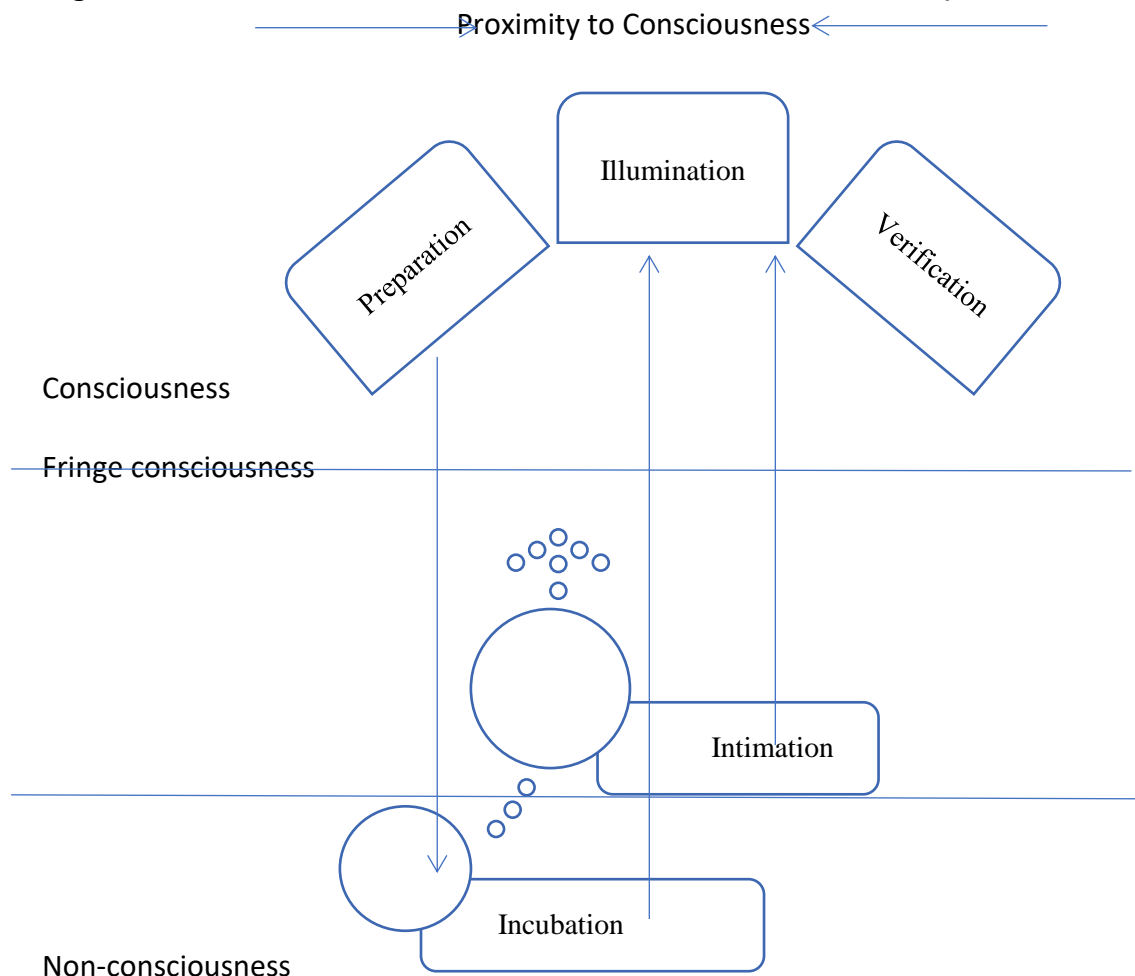 Proximity to Consciousness
Illumination
Preparation
Verification
Consciousness
Fringe consciousness
Intimation
Incubation
Non-consciousness